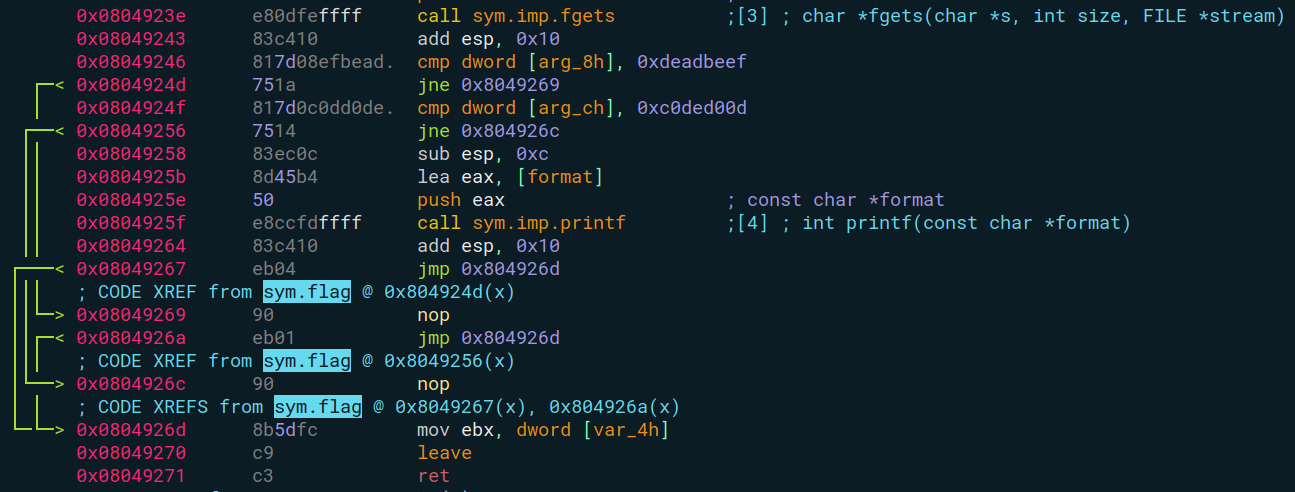 0x0804923e e80dfeffff call sym.imp.fgets ;[3] ; char *fgets(char *s, int size, FILE *stream)
0x08049243 83c410 add esp, 0x10
0x08049246 817d08efbead. cmp dword [arg_8h], 0xdeadbeef
< 0x0804924d 751a jne 0x8049269
0x0804924f 817d0c0dd0de. cmp dword [arg_ch], 0xc0ded00d
< 0x08049256 7514 jne 0x804926c
0x08049258 83ec0c sub esp, 0xc
0x0804925b 8d45b4 lea eax, [format]
0x0804925e 50 push eax ; const char *format
0x0804925f e8ccfdffff call sym.imp.printf ;[4] ; int printf(const char *format)
0x08049264 83c410 add esp, 0x10
< 0x08049267 eb04 jmp 0x804926d
; CODE XREF from sym.flag @ 0x804924d(x)
> 0x08049269 90 nop
< 0x0804926a eb01 jmp 0x804926d
; CODE XREF from sym.flag @ 0x8049256(x)
> 0x0804926c 90 nop
; CODE XREFS from sym.flag @ 0x8049267(x), 0x804926a(x)
> 0x0804926d 8b5dfc mov ebx, dword [var_4h]
0x08049270 c9 leave
0x08049271 c3 ret